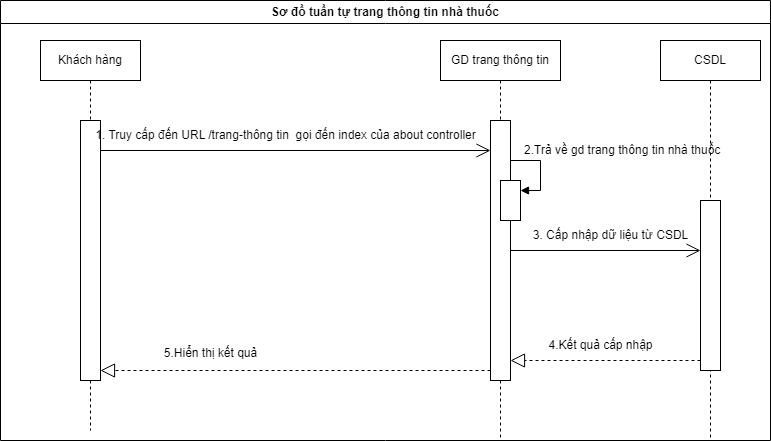 Sơ đồ tuần tự trang thông tin nhà thuốc
Khách hàng
GD trang thông tin
CSDL
1. Truy cấp đến URL /trang-thông tin gọi đến index của about controller
2.Trả về gd trang thông tin nhà thuốc
3. Cấp nhập dữ liệu từ CSDL
4.Kết quả cấp nhập
5.Hiển thị kết quả